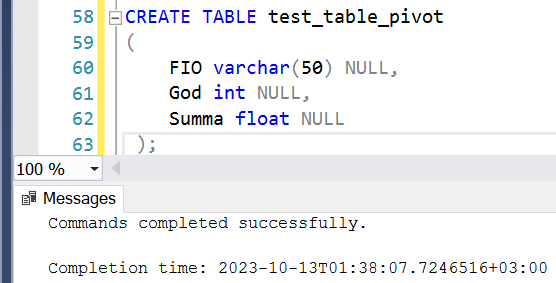 58 CREATE TABLE test_table_pivot
59 (
60 FIO varchar(50) NULL,
61 God int NULL,
62 Summa float NULL
63 );
100 %
Messages
Commands completed successfully.
Completion time: 2023-10-13T01:38:07.7246516+03:00